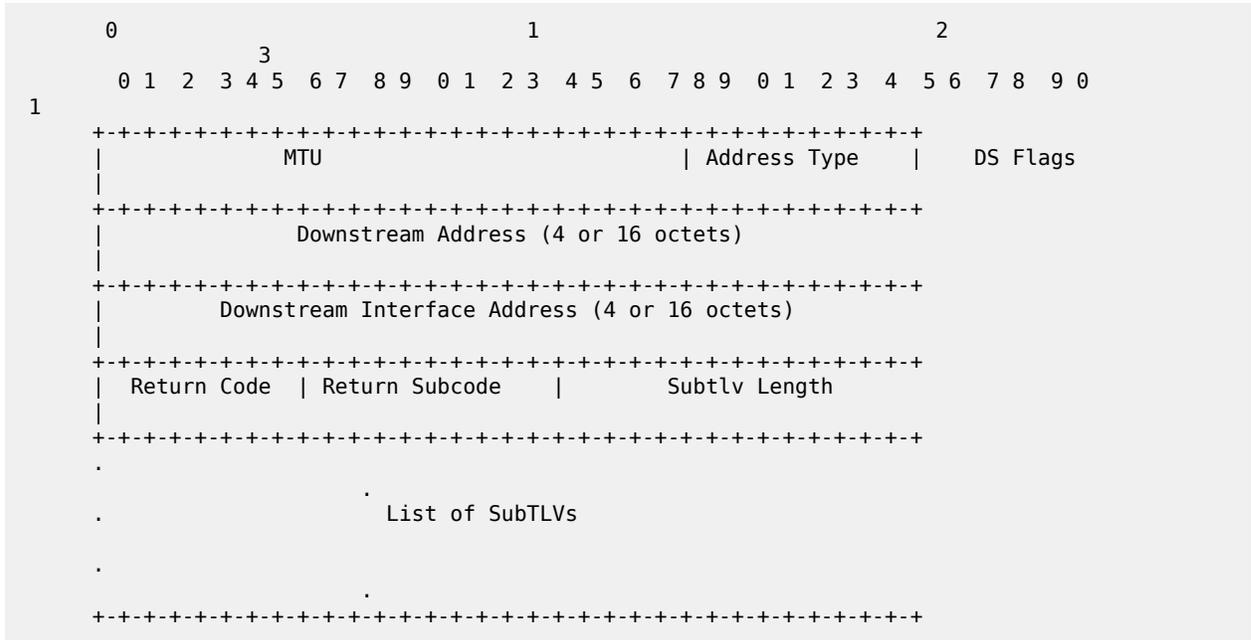 0 1 2
3
0 1 2 3 4 5 6 7 8 9 0 1 2 3 4 5 6 7 8 9 0 1 2 3 4 5 6 7 8 9 0
1
+-+-+-+-+-+-+-+-+-+-+-+-+-+-+-+-+-+-+-+-+-+-+-+-+-+-+-+-+-+-+-+-+
| MTU | Address Type | DS Flags
|
+-+-+-+-+-+-+-+-+-+-+-+-+-+-+-+-+-+-+-+-+-+-+-+-+-+-+-+-+-+-+-+-+
| Downstream Address (4 or 16 octets)
|
+-+-+-+-+-+-+-+-+-+-+-+-+-+-+-+-+-+-+-+-+-+-+-+-+-+-+-+-+-+-+-+-+
| Downstream Interface Address (4 or 16 octets)
|
+-+-+-+-+-+-+-+-+-+-+-+-+-+-+-+-+-+-+-+-+-+-+-+-+-+-+-+-+-+-+-+-+
| Return Code | Return Subcode | Subtlv Length
|
+-+-+-+-+-+-+-+-+-+-+-+-+-+-+-+-+-+-+-+-+-+-+-+-+-+-+-+-+-+-+-+-+
.
.
. List of SubTLVs
.
.
+-+-+-+-+-+-+-+-+-+-+-+-+-+-+-+-+-+-+-+-+-+-+-+-+-+-+-+-+-+-+-+-+